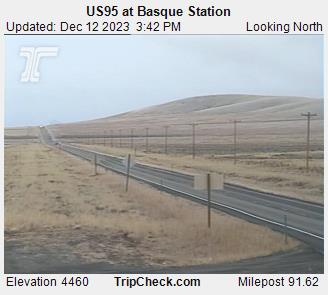 US95 at Basque Station
Updated: Dec 12 2023 3:42 PM Looking North
Elevation 4460 TripCheck.com Milepost 91.62